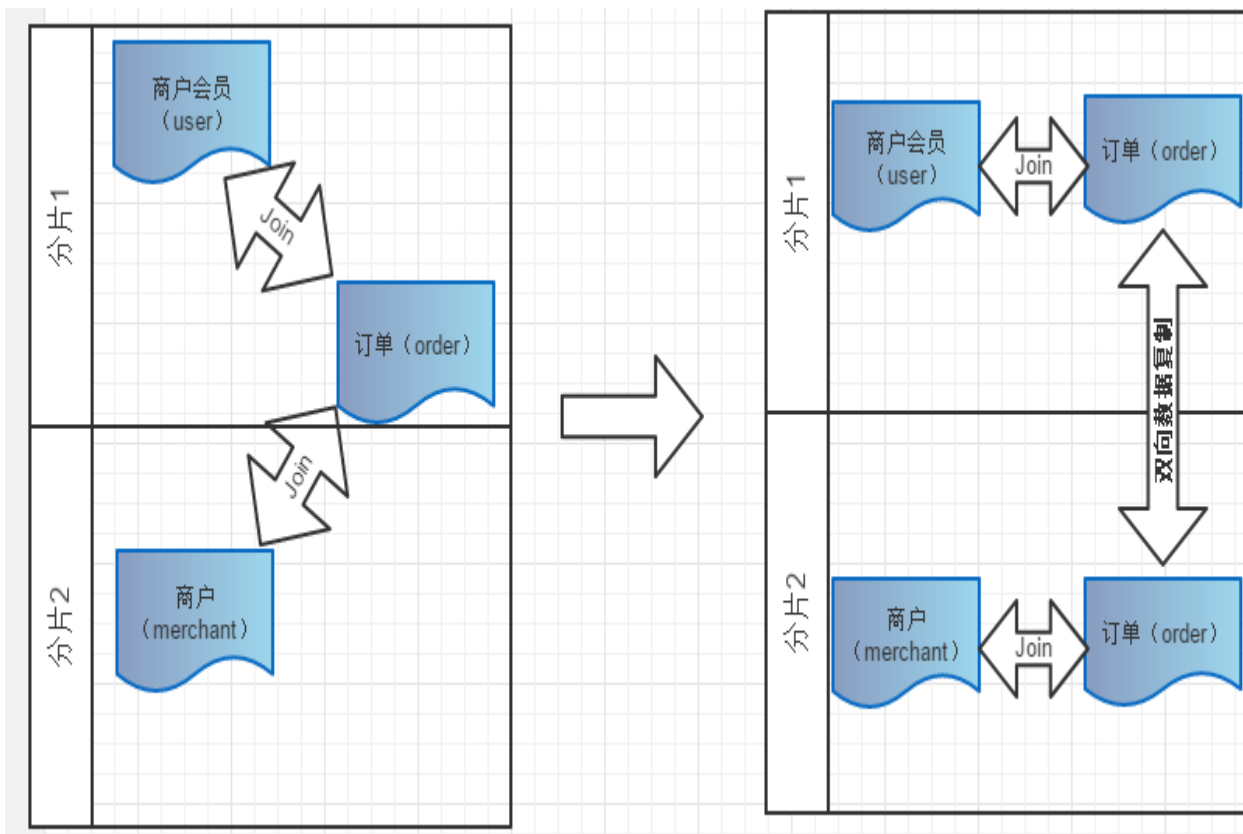 分片1
商户会员
（user）
Join
订单（order）
分片2
Join
商户
（merchant）
分片1
商户会员
（user）
Join
订单（order）
双向数据复制
分片2
商户
（merchant）
Join
订单（order）